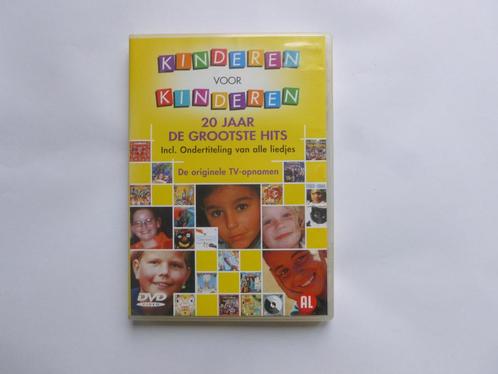 KINDEREN
VOOR
KINDEREN
20 JAAR
DE GROOTSTE HITS
Incl. Ondertiteling van alle liedjes
De originele TV-opnamen
DVD
VIDEO
AL